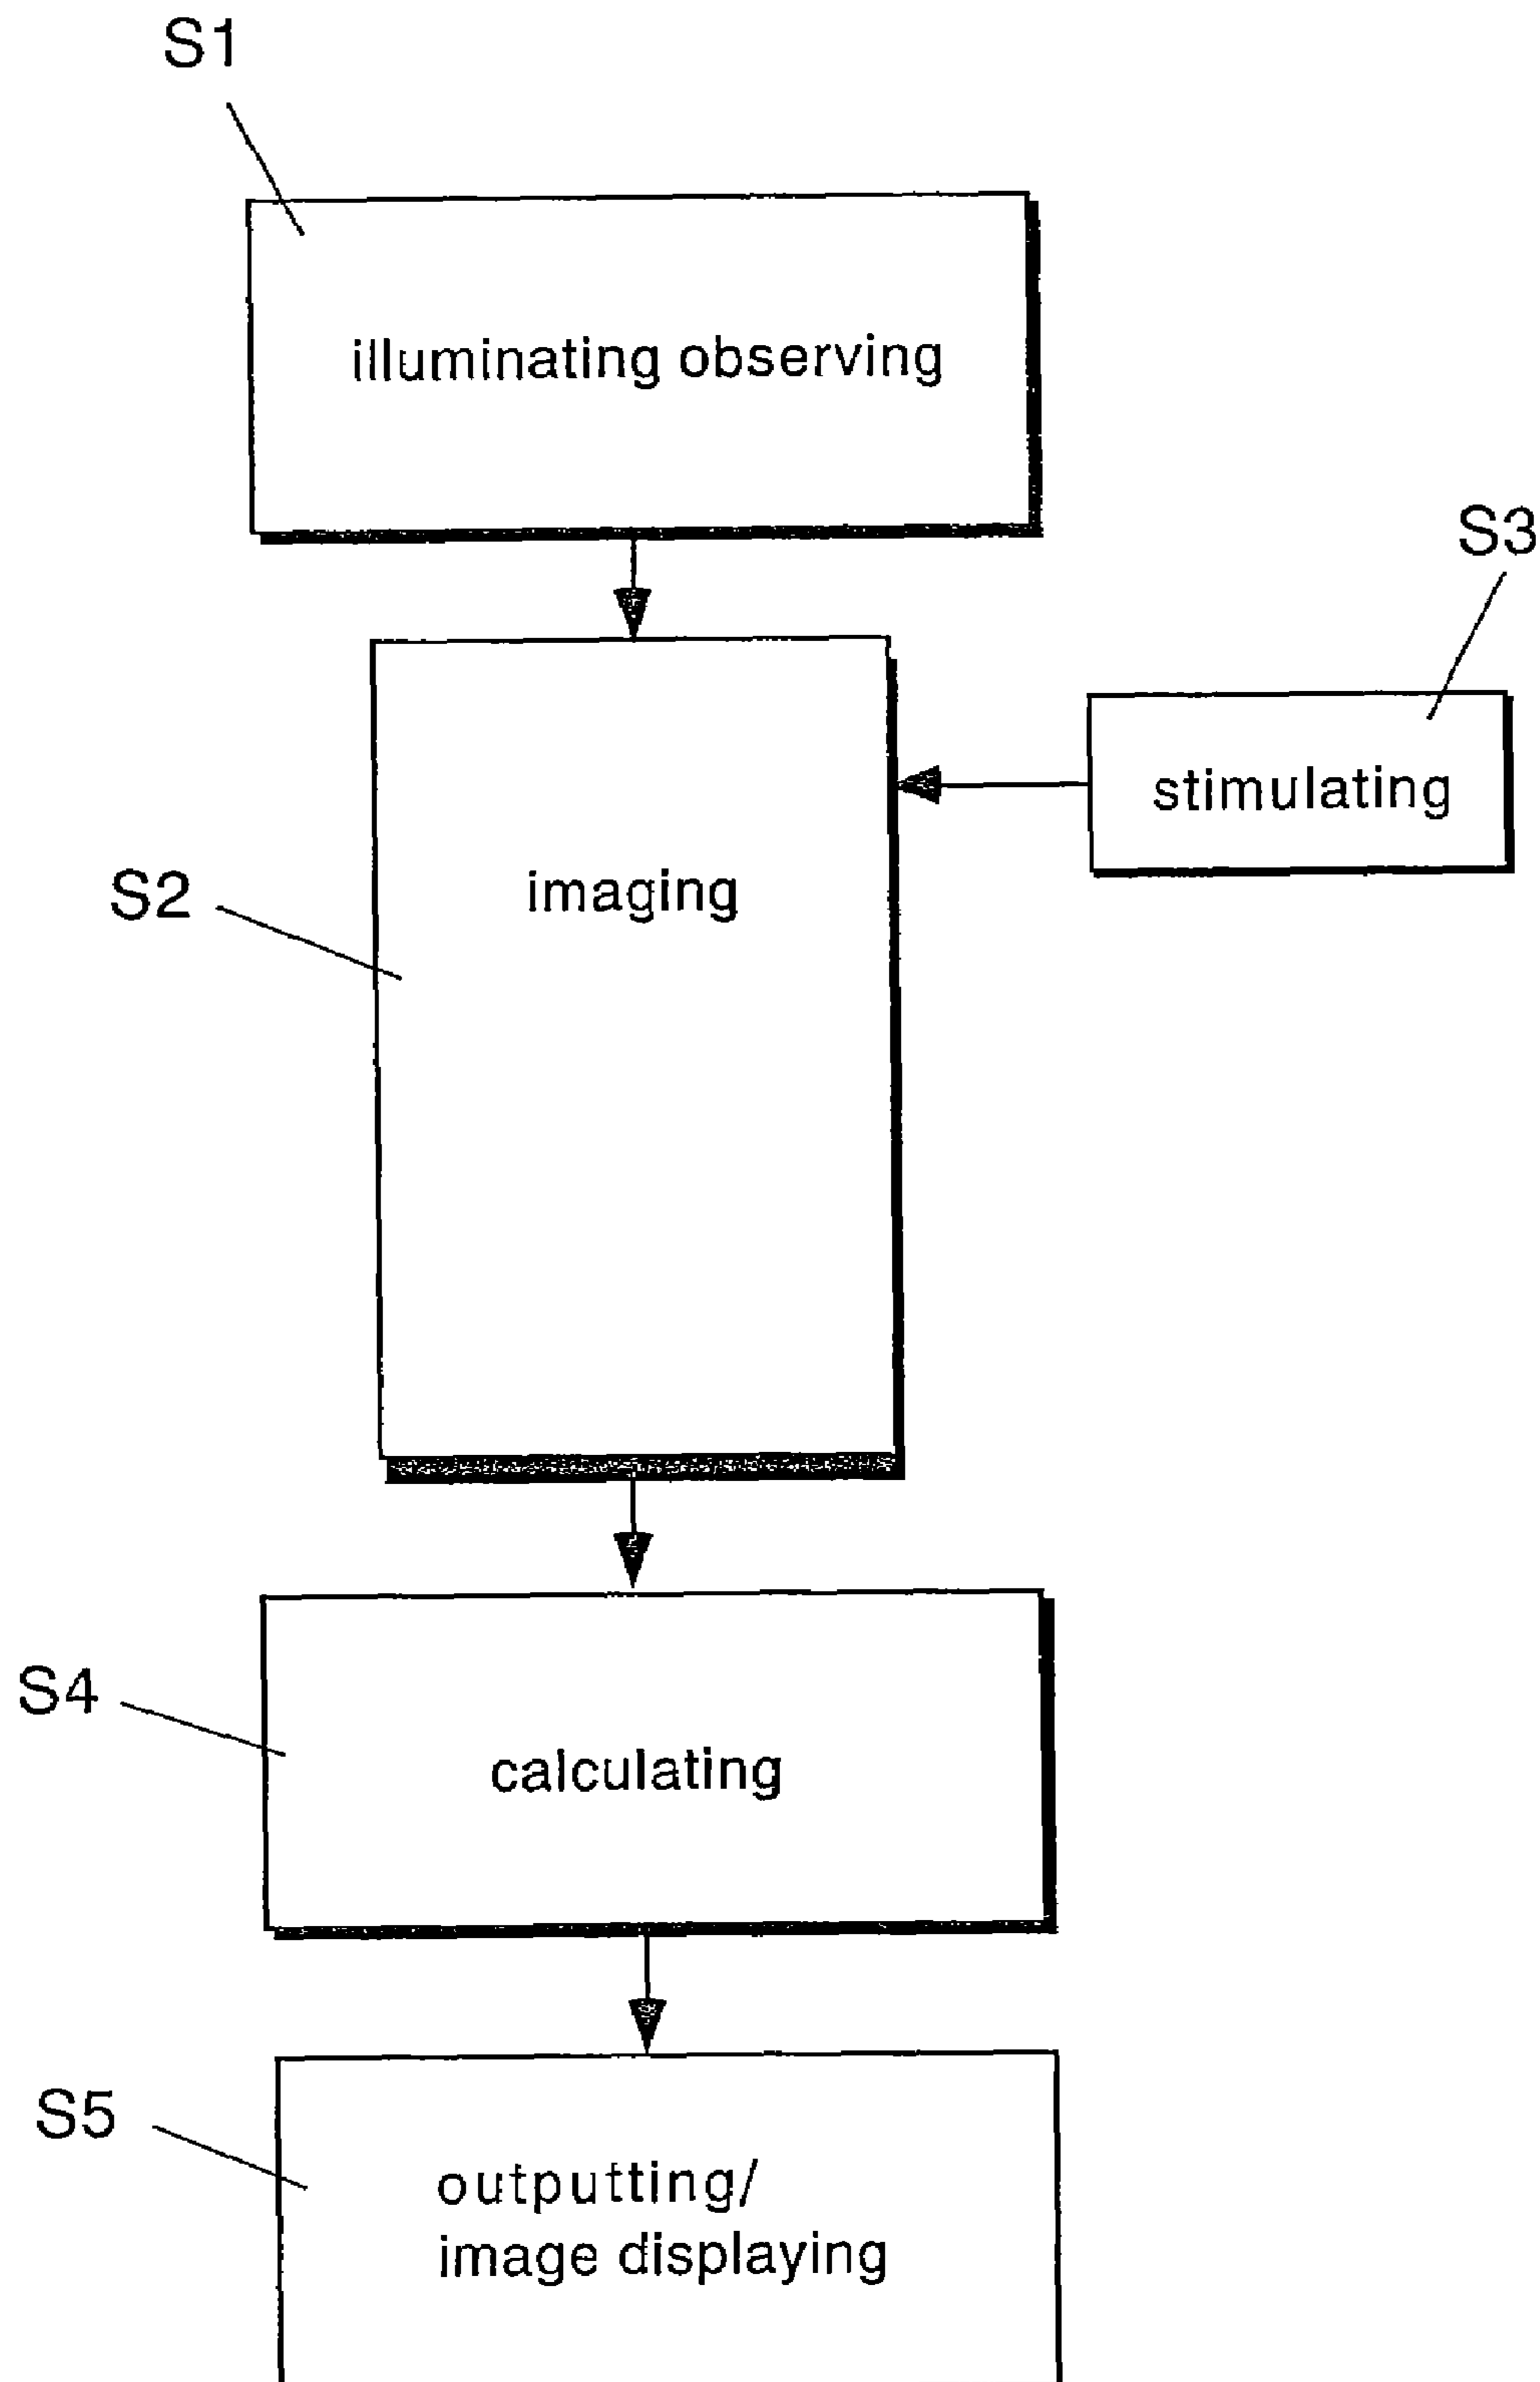 S1
illuminating observing
S3
stimulating
S2
imaging
S4
calculating
S5
outputting/
image displaying